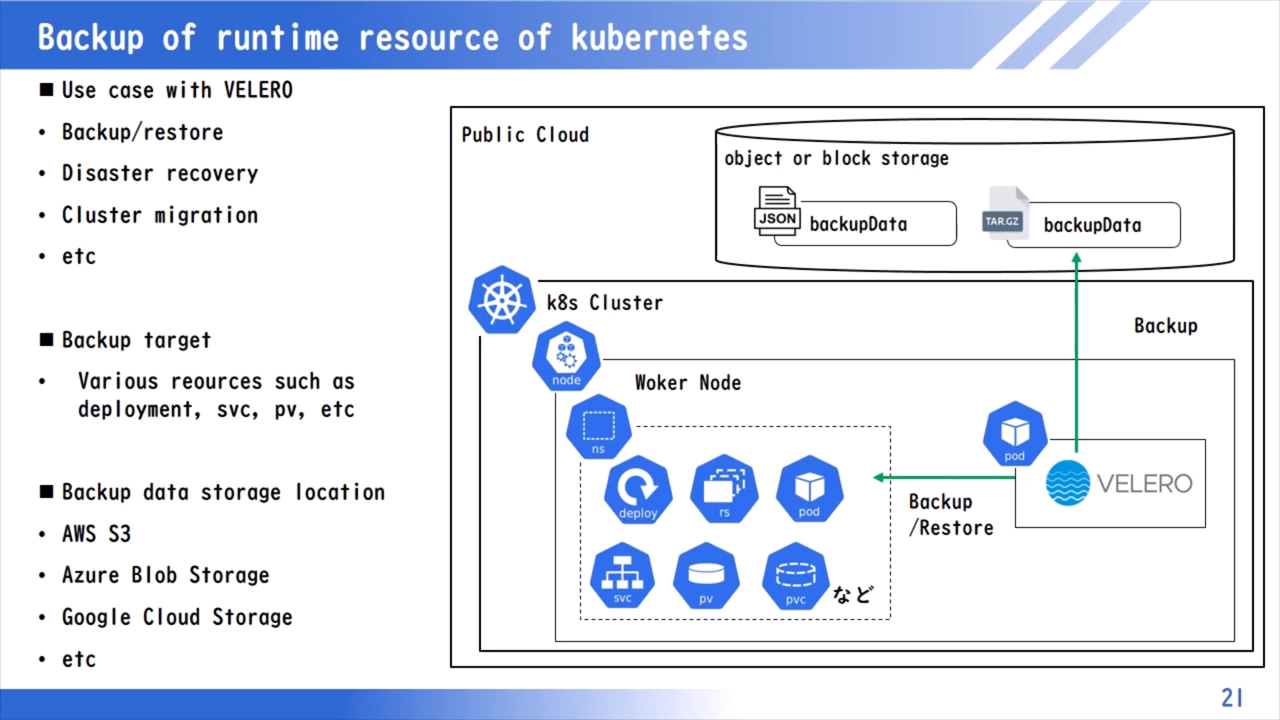 Backup of runtime resource of kubernetes
■ Use case with VELERO
• Backup/restore
• Disaster recovery
• Cluster migration
• etc
■ Backup target
• Various reources such as
deployment, svc, pv, etc
■ Backup data storage location
• AWS S3
• Azure Blob Storage
• Google Cloud Storage
• etc
Public Cloud
object or block storage
JSON
backupData
TAR.GZ
backupData
k8s Cluster
Backup
node
Woker Node
ns
pod
VELERO
deploy
rs
pod
Backup
/Restore
svc
pv
pvc
など
21